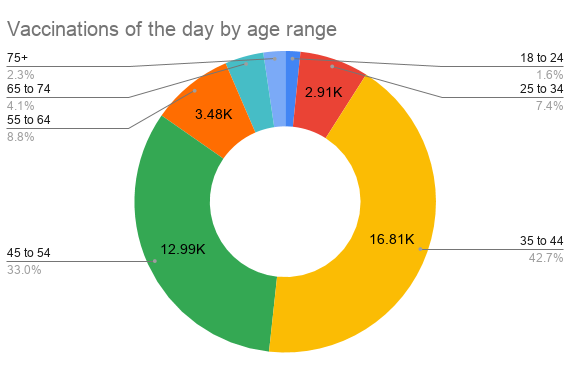 Vaccinations of the day by age range
75+
2.3%
65 to 74
4.1%
55 to 64
8.8%
45 to 54
33.0%
18 to 24
1.6%
25 to 34
7.4%
35 to 44
42.7%
2.91K
3.48K
16.81K
12.99K